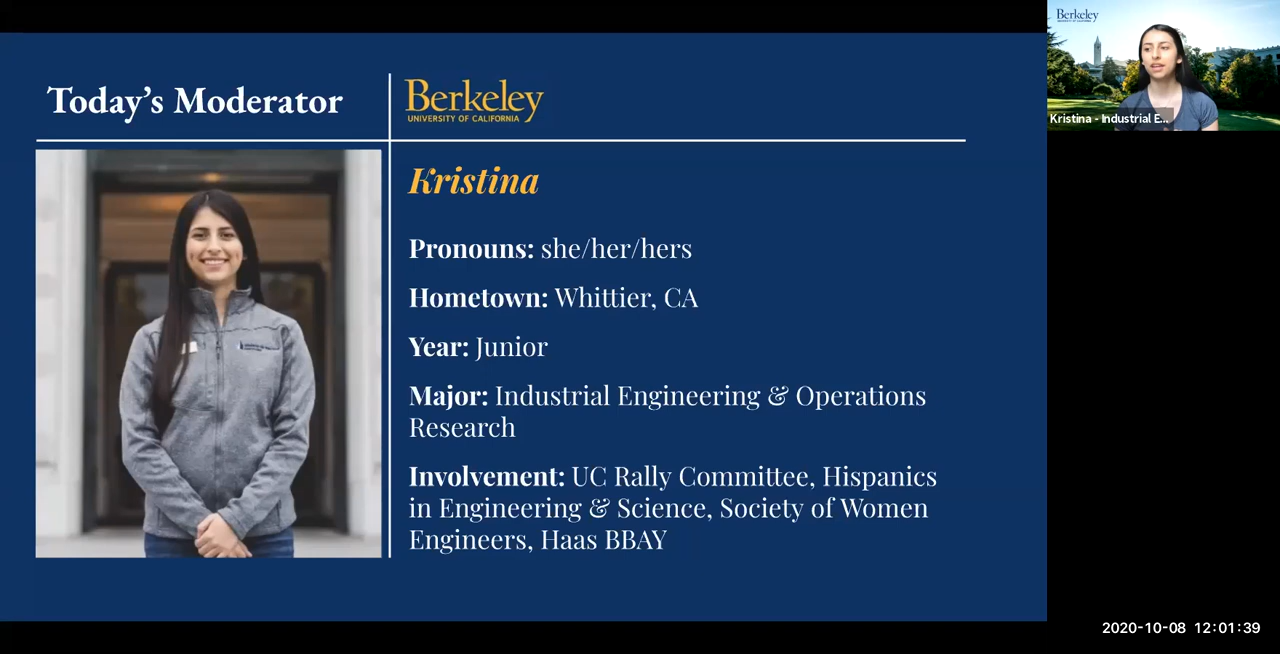 Today's Moderator
Berkeley
UNIVERSITY OF CALIFORNIA
Kristina
Pronouns: she/her/hers
Hometown: Whittier, CA
Year: Junior
Major: Industrial Engineering & Operations
Research
Involvement: UC Rally Committee, Hispanics
in Engineering & Science, Society of Women
Engineers, Haas BBAY
Berkeley
Kristina - Industrial E...
2020-10-08 12:01:39